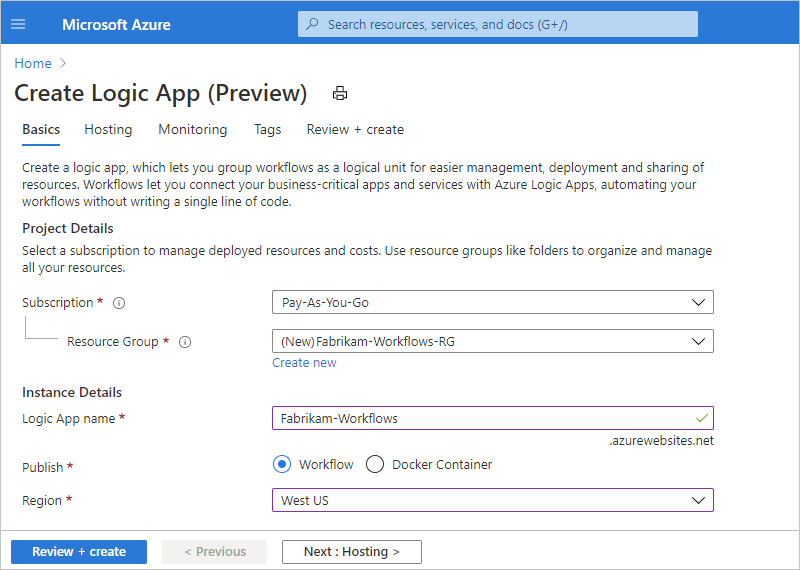 Microsoft Azure
Search resources, services, and docs (G+/)
Home >
Create Logic App (Preview)
Basics Hosting Monitoring Tags Review + create
Create a logic app, which lets you group workflows as a logical unit for easier management, deployment and sharing of
resources. Workflows let you connect your business-critical apps and services with Azure Logic Apps, automating your
workflows without writing a single line of code.
Project Details
Select a subscription to manage deployed resources and costs. Use resource groups like folders to organize and manage
all your resources.
Subscription * Pay-As-You-Go
Resource Group * (New)Fabrikam-Workflows-RG
Create new
Instance Details
Logic App name * Fabrikam-Workflows
.azurewebsites.net
Publish * Workflow Docker Container
Region * West US
Review + create < Previous Next : Hosting >